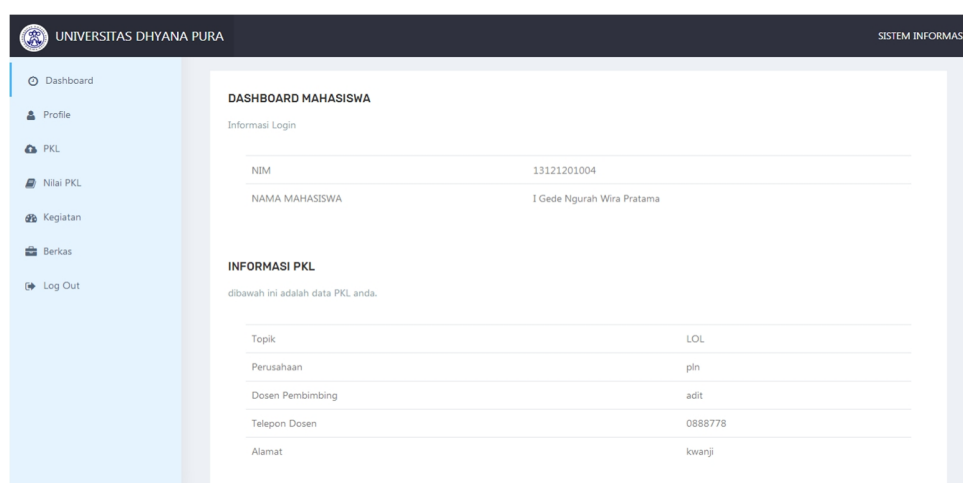 UNIVERSITAS DHYANA PURA
SISTEM INFORMAS
Dashboard
Profile
PKL
Nilai PKL
Kegiatan
Berkas
Log Out
DASHBOARD MAHASISWA
Informasi Login
NIM 13121201004
NAMA MAHASISWA I Gede Ngurah Wira Pratama
INFORMASI PKL
dibawah ini adalah data PKL anda.
Topik LOL
Perusahaan pln
Dosen Pembimbing adit
Telepon Dosen 0888778
Alamat kwanji